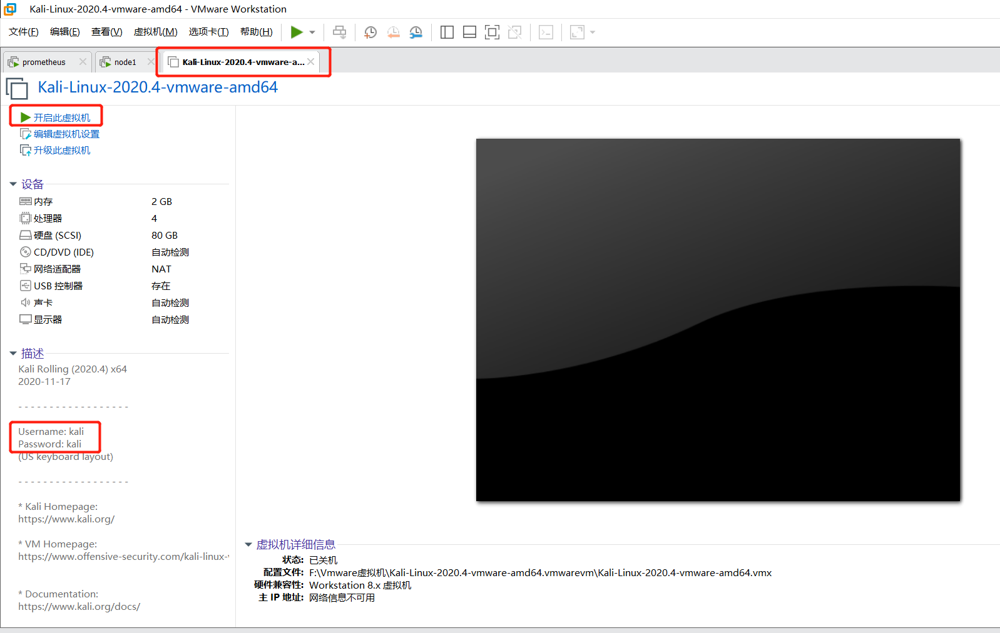 Kali-Linux-2020.4-vmware-amd64 - VMware Workstation
文件(F) 编辑(E) 查看(V) 虚拟机(M) 选项卡(T) 帮助(H)
prometheus node1 Kali-Linux-2020.4-vmware-a...
Kali-Linux-2020.4-vmware-amd64
开启此虚拟机
编辑虚拟机设置
升级此虚拟机
设备
内存 2 GB
处理器 4
硬盘 (SCSI) 80 GB
CD/DVD (IDE) 自动检测
网络适配器 NAT
USB 控制器 存在
声卡 自动检测
显示器 自动检测
描述
Kali Rolling (2020.4) x64
2020-11-17
- - - - - - - - - - - - - - - - - -
Username: kali
Password: kali
(US keyboard layout)
- - - - - - - - - - - - - - - - - -
* Kali Homepage:
https://www.kali.org/
* VM Homepage:
https://www.offensive-security.com/kali-linux-
* Documentation:
https://www.kali.org/docs/
虚拟机详细信息
状态: 已关机
配置文件: F:\Vmware虚拟机\Kali-Linux-2020.4-vmware-amd64.vmwarevm\Kali-Linux-2020.4-vmware-amd64.vmx
硬件兼容性: Workstation 8.x 虚拟机
主 IP 地址: 网络信息不可用